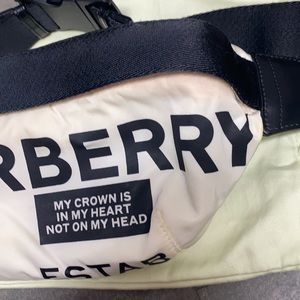 RBERRY
MY CROWN IS
IN MY HEART
NOT ON MY HEAD
ESTAB